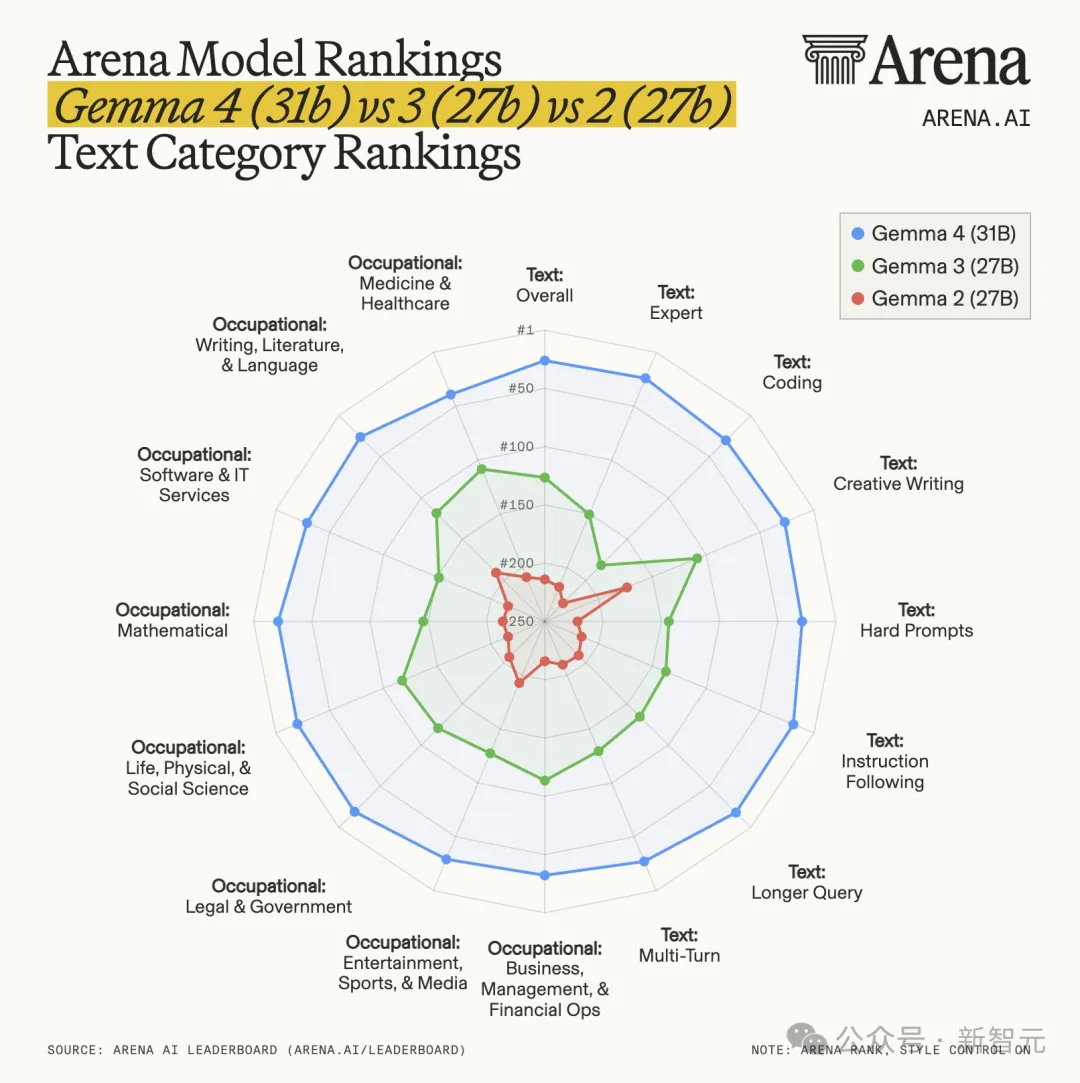 Arena Model Rankings
Gemma 4 (31b) vs 3 (27b) vs 2 (27b)
Text Category Rankings
Arena
ARENA.AI
Gemma 4 (31B)
Gemma 3 (27B)
Gemma 2 (27B)
Text:
Overall
Text:
Expert
Text:
Coding
Text:
Creative Writing
Text:
Hard Prompts
Text:
Instruction
Following
Text:
Longer Query
Text:
Multi-Turn
Occupational:
Business,
Management, &
Financial Ops
Occupational:
Entertainment,
Sports, & Media
Occupational:
Legal & Government
Occupational:
Life, Physical, &
Social Science
Occupational:
Mathematical
Occupational:
Software & IT
Services
Occupational:
Writing, Literature,
& Language
Occupational:
Medicine &
Healthcare
#1
#50
#100
#150
#200
250
SOURCE: ARENA AI LEADERBOARD (ARENA.AI/LEADERBOARD)
NOTE: ARENA RANK, STYLE CONTROL ON
公众号 · 新智元